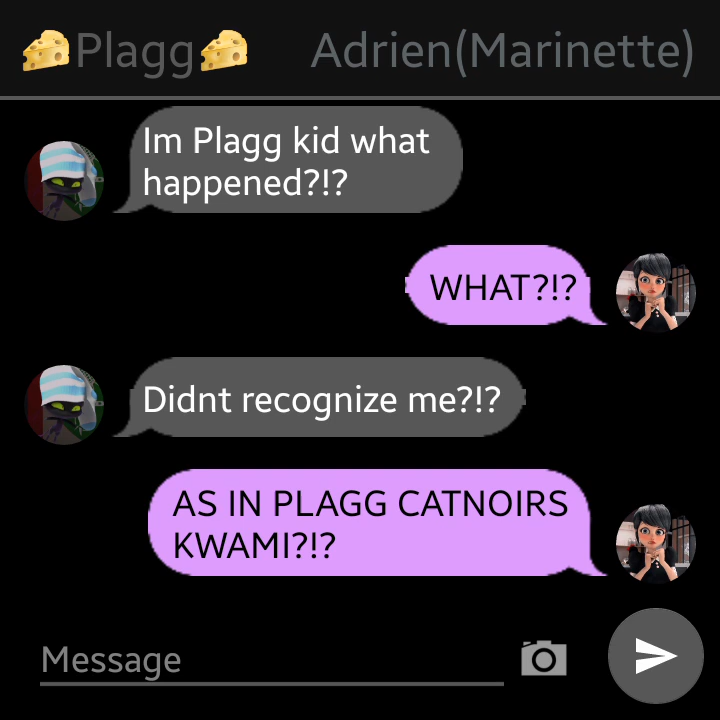 🧀Plagg🧀 Adrien(Marinette)
Im Plagg kid what
happened?!?
WHAT?!?
Didnt recognize me?!?
AS IN PLAGG CATNOIRS
KWAMI?!?
Message